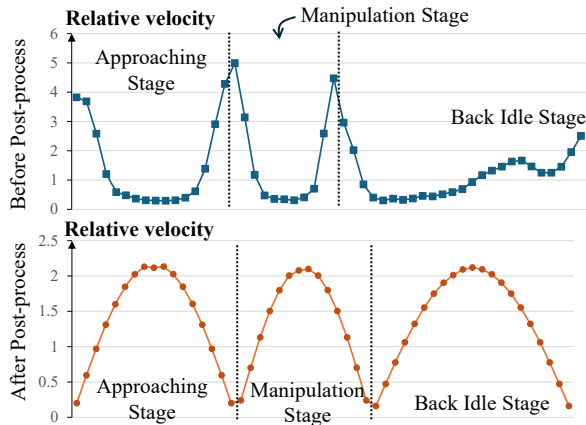 Relative velocity
Manipulation Stage
6
5
4
3
2
1
0
Before Post-process
Approaching
Stage
Back Idle Stage
Relative velocity
2.5
2
1.5
1
0.5
0
After Post-process
Approaching
Stage
Manipulation
Stage
Back Idle Stage